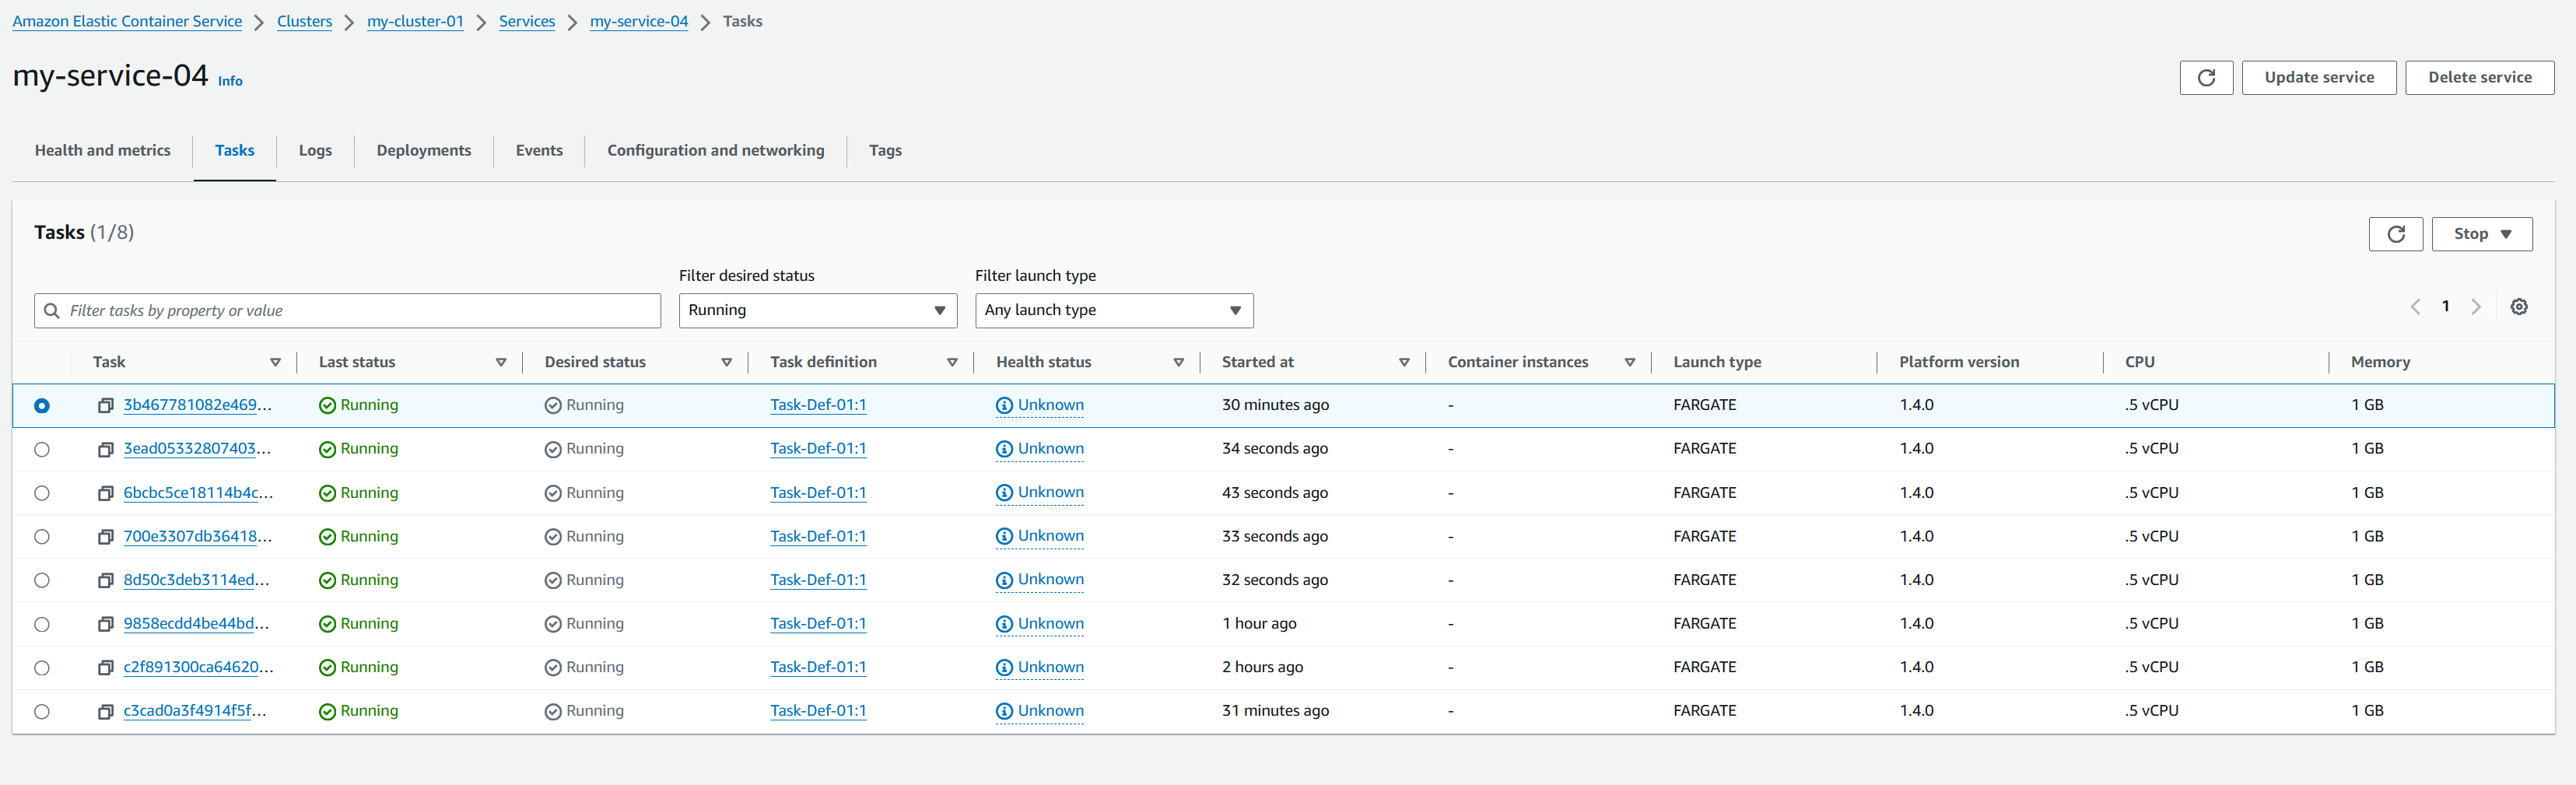 Amazon Elastic Container Service > Clusters > my-cluster-01 > Services > my-service-04 > Tasks
my-service-04 Info
Update service
Delete service
Health and metrics
Tasks
Logs
Deployments
Events
Configuration and networking
Tags
Tasks (1/8)
Stop
Filter desired status
Filter launch type
Filter tasks by property or value
Running
Any launch type
1
Task Last status Desired status Task definition Health status Started at Container instances Launch type Platform version CPU Memory
3b467781082e469... Running Running Task-Def-01:1 Unknown 30 minutes ago - FARGATE 1.4.0 .5 vCPU 1 GB
3ead05332807403... Running Running Task-Def-01:1 Unknown 34 seconds ago - FARGATE 1.4.0 .5 vCPU 1 GB
6bcbc5ce18114b4c... Running Running Task-Def-01:1 Unknown 43 seconds ago - FARGATE 1.4.0 .5 vCPU 1 GB
700e3307db36418... Running Running Task-Def-01:1 Unknown 33 seconds ago - FARGATE 1.4.0 .5 vCPU 1 GB
8d50c3deb3114ed... Running Running Task-Def-01:1 Unknown 32 seconds ago - FARGATE 1.4.0 .5 vCPU 1 GB
9858ecdd4be44bd... Running Running Task-Def-01:1 Unknown 1 hour ago - FARGATE 1.4.0 .5 vCPU 1 GB
c2f891300ca64620... Running Running Task-Def-01:1 Unknown 2 hours ago - FARGATE 1.4.0 .5 vCPU 1 GB
c3cad0a3f4914f5f... Running Running Task-Def-01:1 Unknown 31 minutes ago - FARGATE 1.4.0 .5 vCPU 1 GB